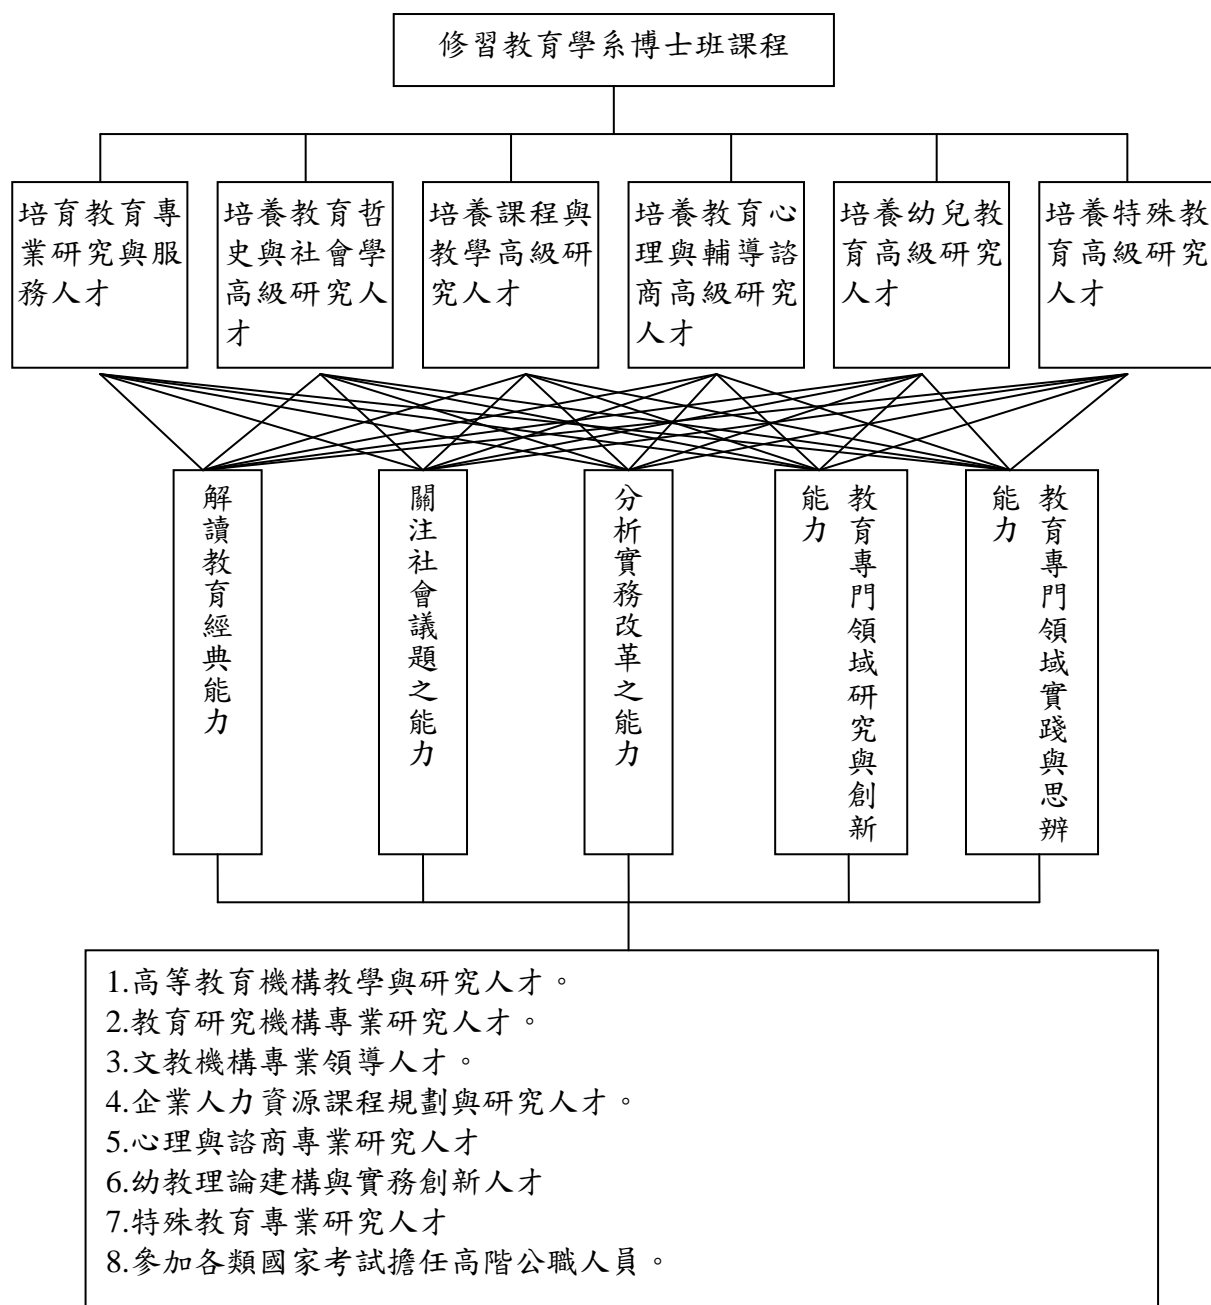 修習教育學系博士班課程
培育教育專
業研究與服
務人才
培養教育哲
史與社會學
高級研究人
才
培養課程與
教學高級研
究人才
培養教育心
理與輔導諮
商高級研究
人才
培養幼兒教
育高級研究
人才
培養特殊教
育高級研究
人才
解讀教育經典能力
關注社會議題之能力
分析實務改革之能力
教育專門領域研究與創新
能力
教育專門領域實踐與思辨
能力
1.高等教育機構教學與研究人才。
2.教育研究機構專業研究人才。
3.文教機構專業領導人才。
4.企業人力資源課程規劃與研究人才。
5.心理與諮商專業研究人才
6.幼教理論建構與實務創新人才
7.特殊教育專業研究人才
8.參加各類國家考試擔任高階公職人員。